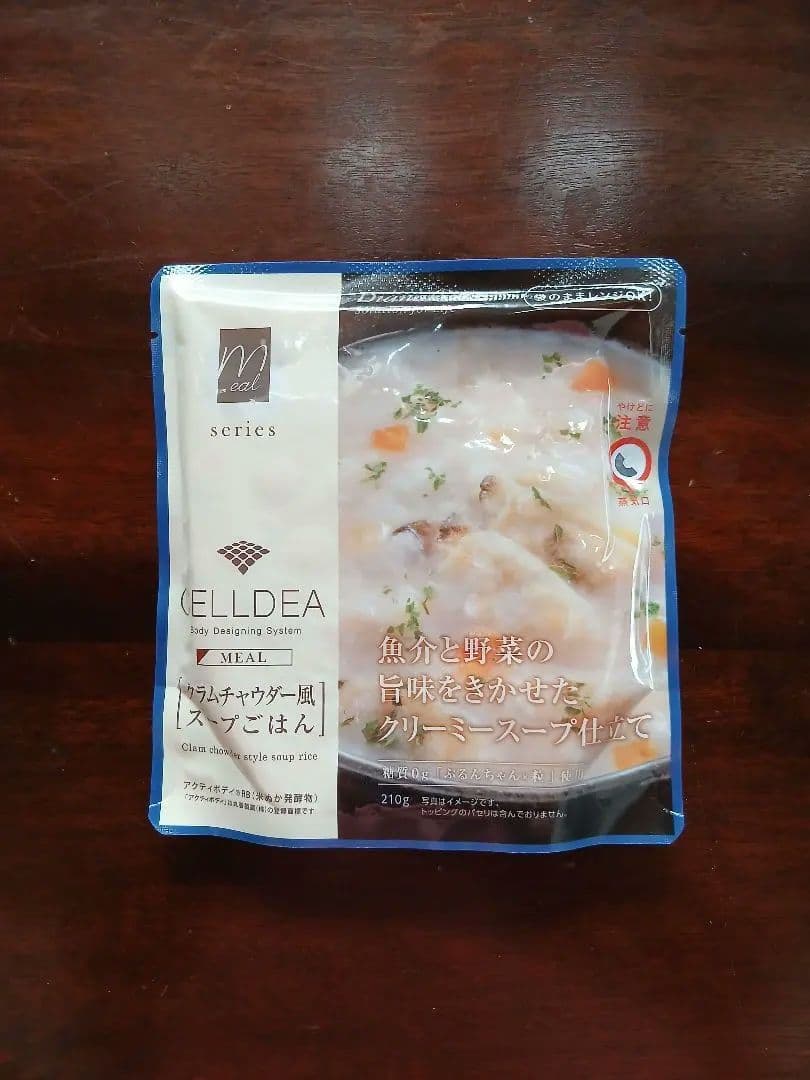 Diana
袋のままレンジOK!
Meal
series
やけどに
注意
蒸気口
CELLDEA
Body Designing System
MEAL
クラムチャウダー風
スープごはん
Clam chowder style soup rice
アクティボディ®RB(米ぬか発酵物)
魚介と野菜の
旨味をきかせた
クリーミースープ仕立て
糖質0g「ぷるんちゃん×粒」使用
210g
写真はイメージです。
トッピングのパセリは含んでおりません。